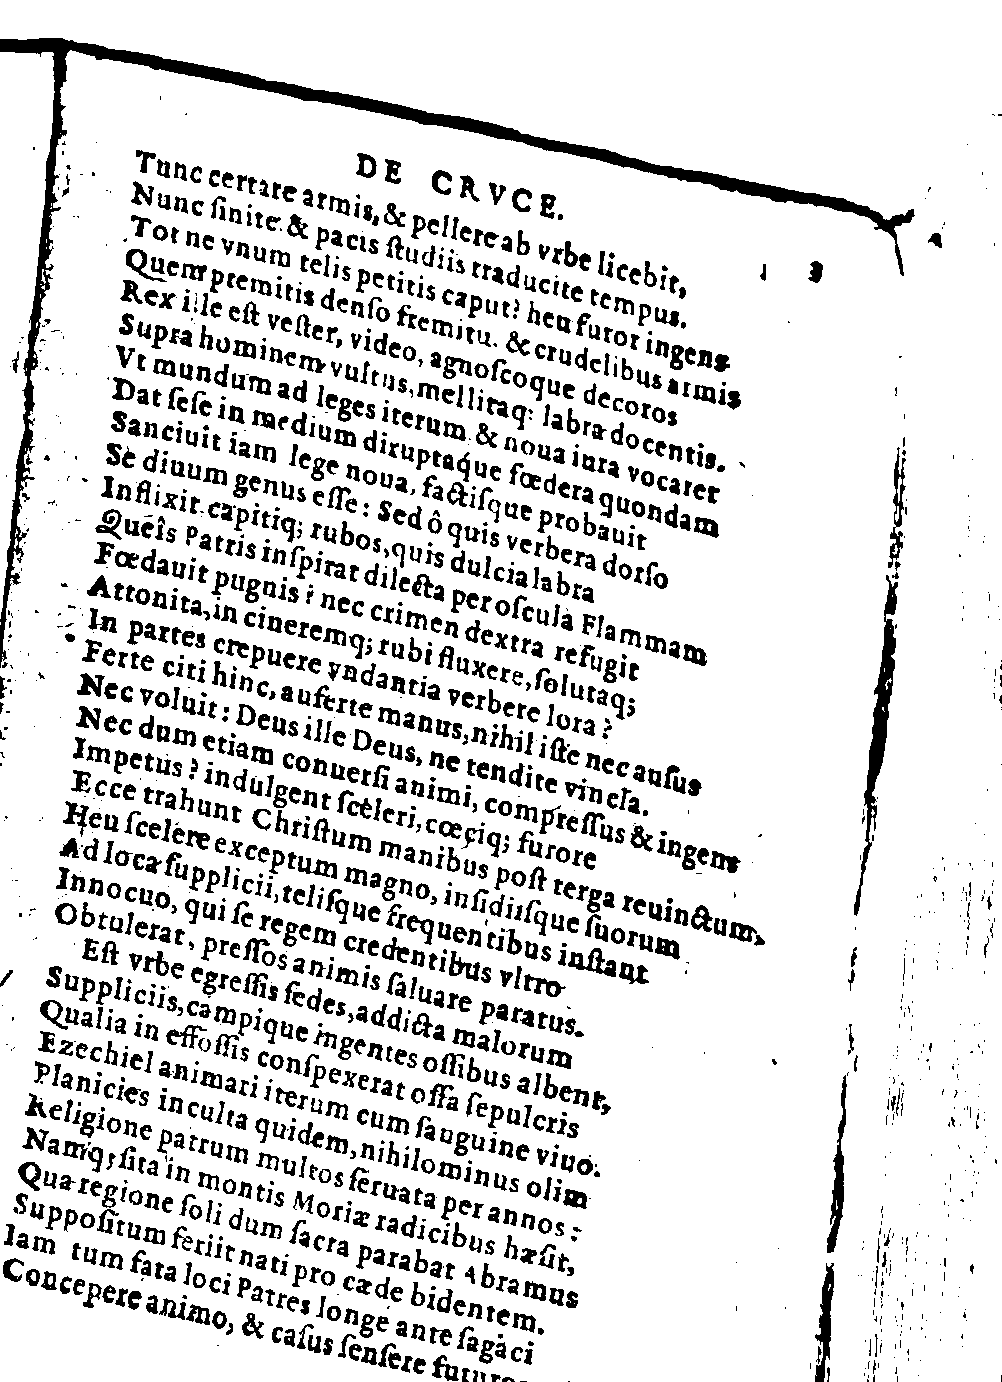 DE CRVCE.
13
Tunc certare armis, & pellere ab vrbe licebit,
Nunc ſinite & pacis ſtudiis traducite tempus.
Tot ne vnum telis petitis caput? heu furor ingens
Quem premitis denſo fremitu. & crudelibus armis
Rex ille eſt veſter, video, agnoſcoque decoros
Supra hominem vultus, mellitaq; labra docentis.
Vt mundum ad leges iterum & noua iura vocaret
Dat ſeſe in medium diruptaque fœdera quondam
Sanciuit iam lege noua, factiſque probauit
Se diuum genus eſſe: Sed ô quis verbera dorſo
Inflixit capitiq; rubos, quis dulcia labra
Queîs Patris inſpirat dilecta per oſcula Flammam
Fœdauit pugnis? nec crimen dextra refugit
Attonita, in cineremq; rubi fluxere, ſolutaq;
In partes crepuere vndantia verbere lora?
Ferte citi hinc, auferte manus, nihil iſte nec auſus
Nec voluit: Deus ille Deus, ne tendite vincla.
Nec dum etiam conuerſi animi, compreſſus & ingens
Impetus? indulgent ſceleri, cœciq; furore
Ecce trahunt Chriſtum manibus poſt terga reuinctum,
Heu ſcelere exceptum magno, inſidiiſque ſuorum
Ad loca ſupplicii, teliſque frequentibus inſtant
Innocuo, qui ſe regem credentibus vltro
Obtulerat, preſſos animis ſaluare paratus.
Eſt vrbe egreſſis ſedes, addicta malorum
Suppliciis, campique ingentes oſſibus albent,
Qualia in effoſſis conſpexerat oſſa ſepulcris
Ezechiel animari iterum cum ſanguine viuo.
Planicies inculta quidem, nihilominus olim
Religione patrum multos ſeruata per annos:
Namq; ſita in montis Moriæ radicibus hæſit,
Qua regione ſoli dum ſacra parabat Abramus
Suppoſitum feriit nati pro cæde bidentem.
Iam tum fata loci Patres longe ante ſagaci
Concepere animo, & caſus ſenſere